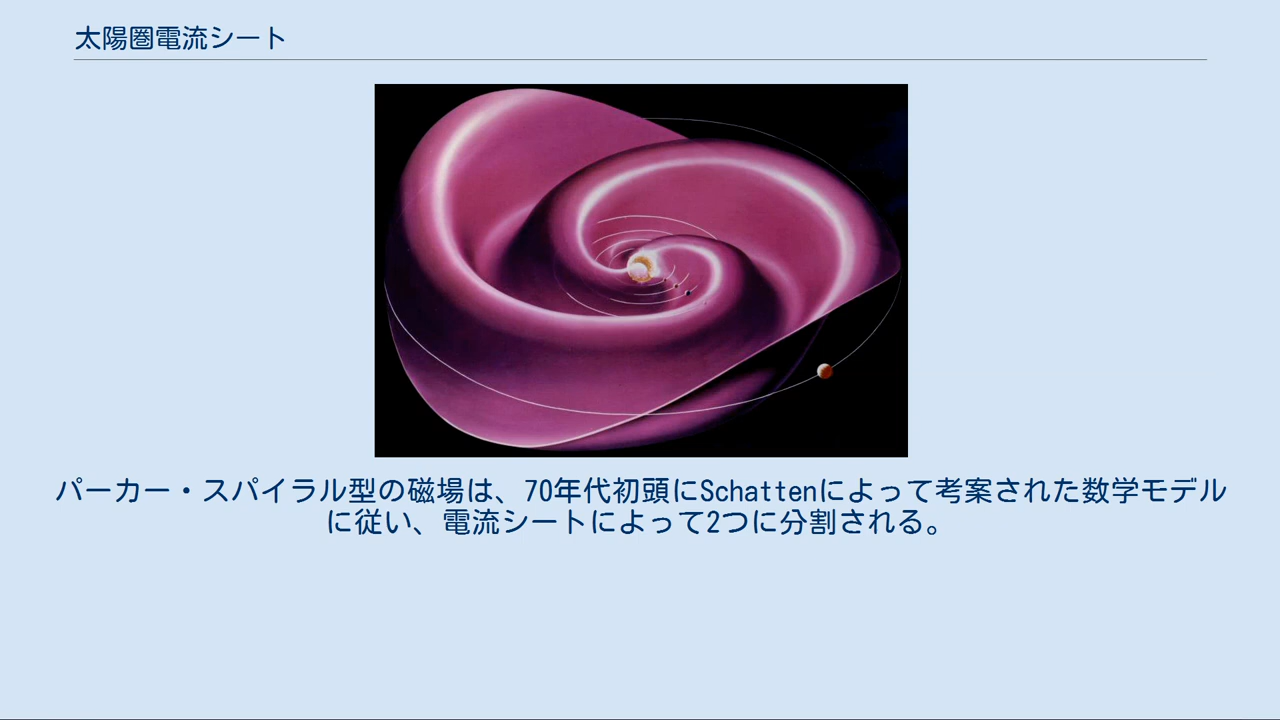 太陽圏電流シート
パーカー・スパイラル型の磁場は、70年代初頭にSchattenによって考案された数学モデル
に従い、電流シートによって2つに分割される。